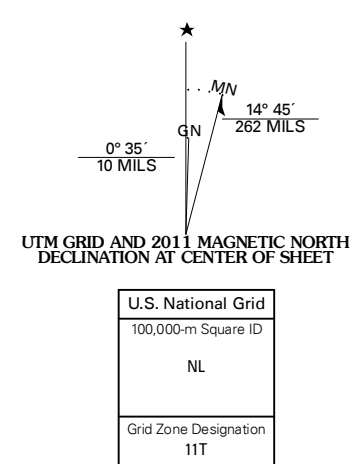 ★
MN
14° 45´
262 MILS
GN
0° 35´
10 MILS
UTM GRID AND 2011 MAGNETIC NORTH
DECLINATION AT CENTER OF SHEET
U.S. National Grid
100,000-m Square ID
NL
Grid Zone Designation
11T